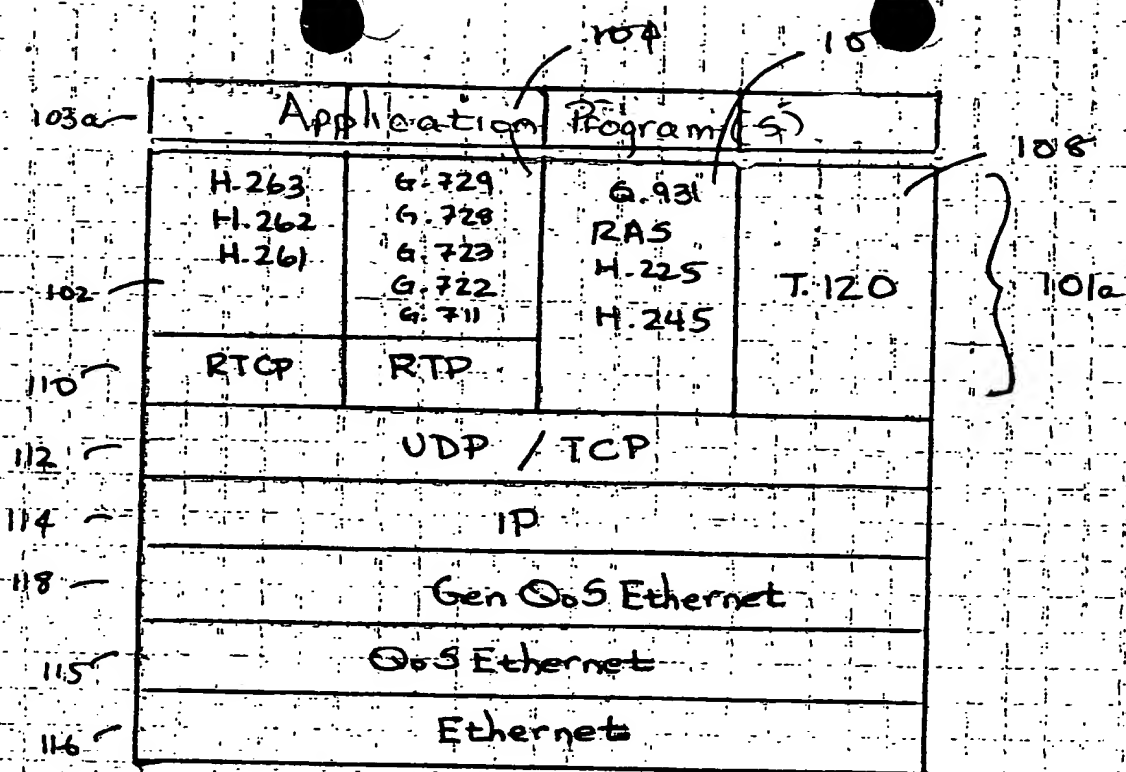 104
10
103a Application Program(s)
108
H.263 G.729 Q.931
H.262 G.728 RAS
H.261 G.723 H.225
102 G.722 T.120 101a
G.711 H.245
110 RTCP RTP
112 UDP / TCP
114 IP
118 Gen QoS Ethernet
115 QoS Ethernet
116 Ethernet